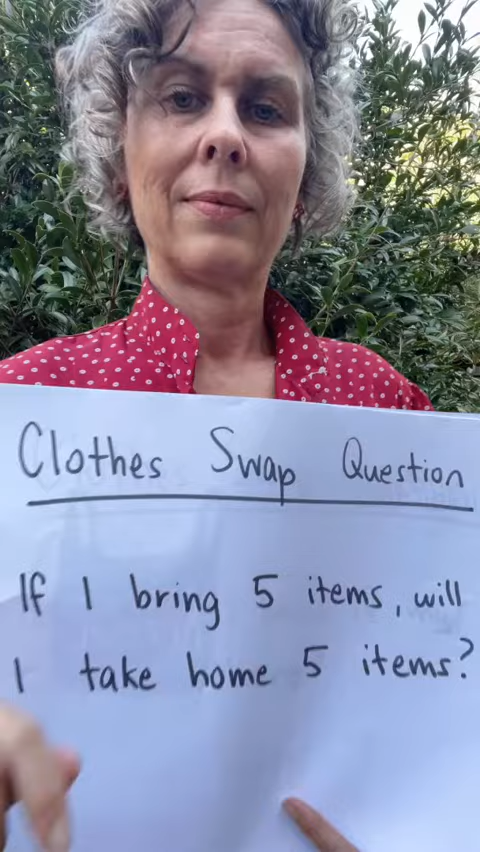 Clothes Swap Question
If I bring 5 items, will
I take home 5 items?